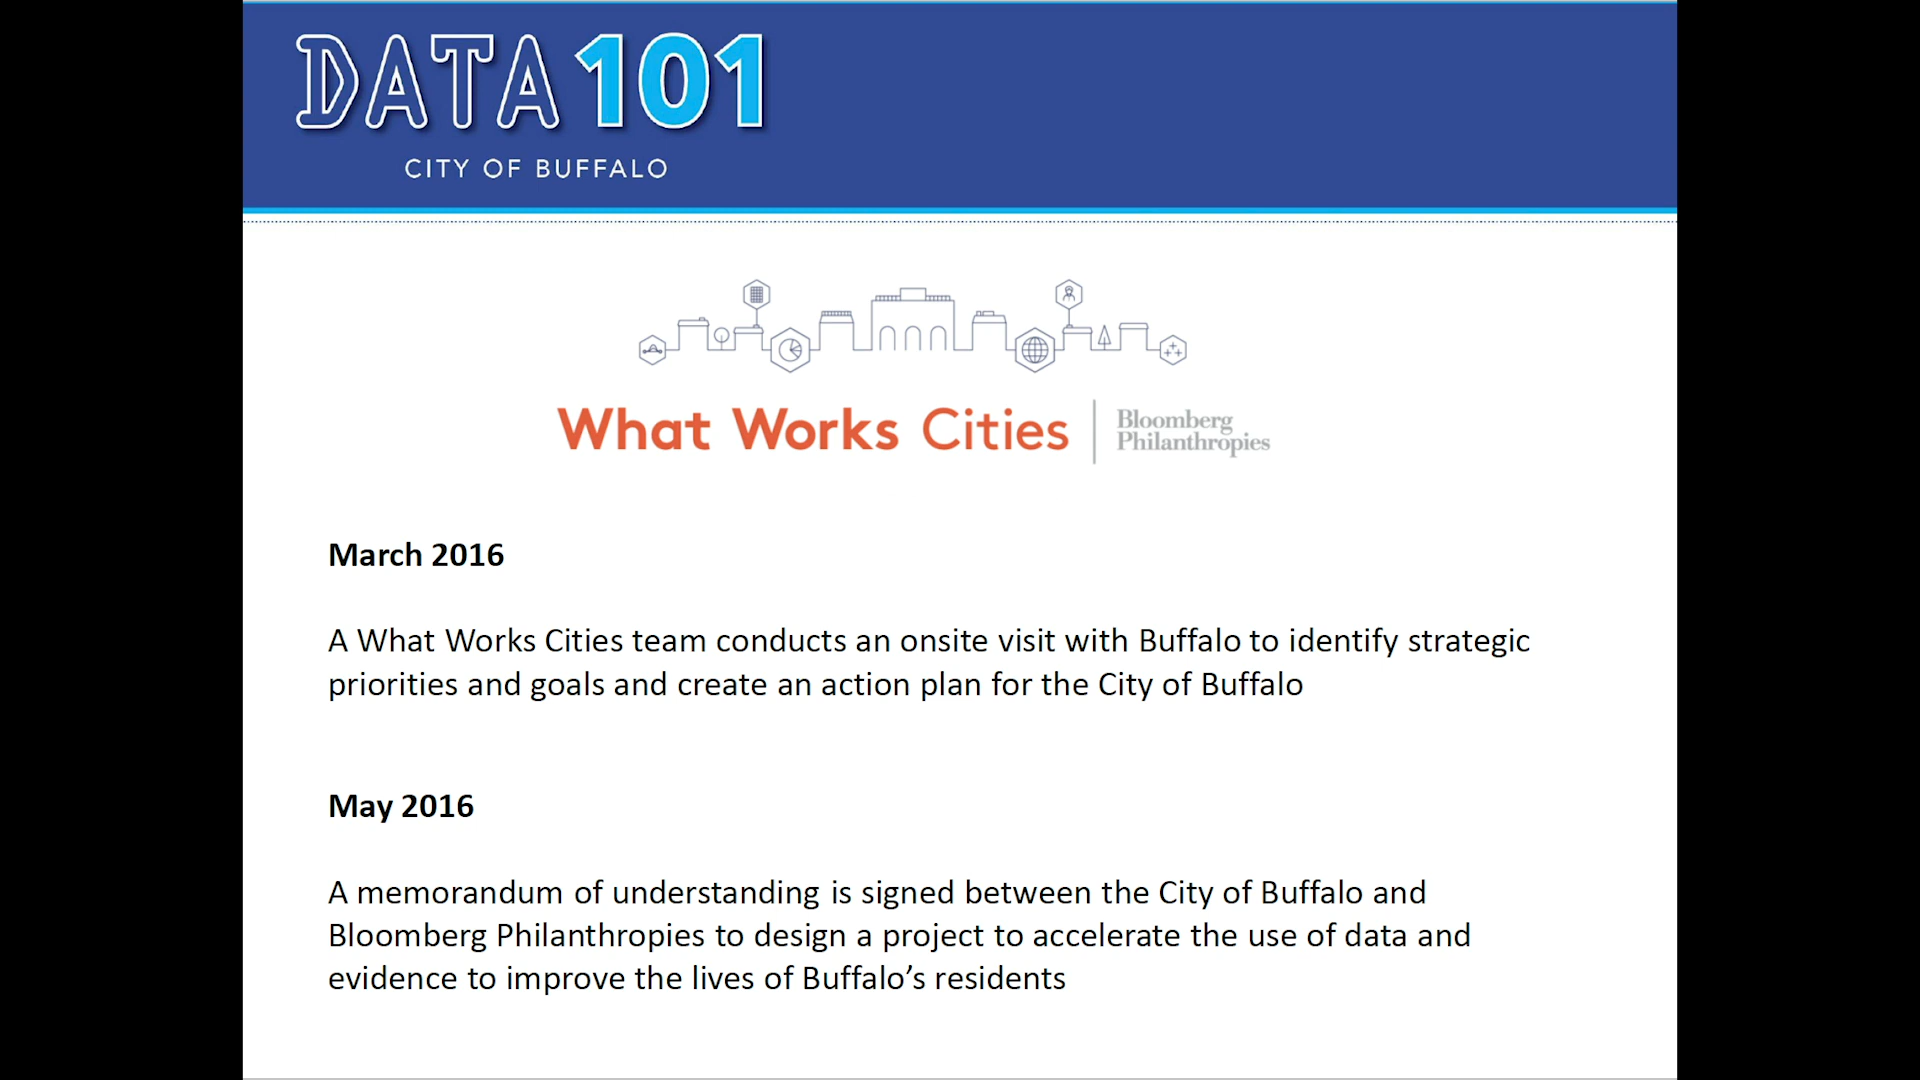 DATA 101
CITY OF BUFFALO
What Works Cities
Bloomberg
Philanthropies
March 2016
A What Works Cities team conducts an onsite visit with Buffalo to identify strategic
priorities and goals and create an action plan for the City of Buffalo
May 2016
A memorandum of understanding is signed between the City of Buffalo and
Bloomberg Philanthropies to design a project to accelerate the use of data and
evidence to improve the lives of Buffalo’s residents